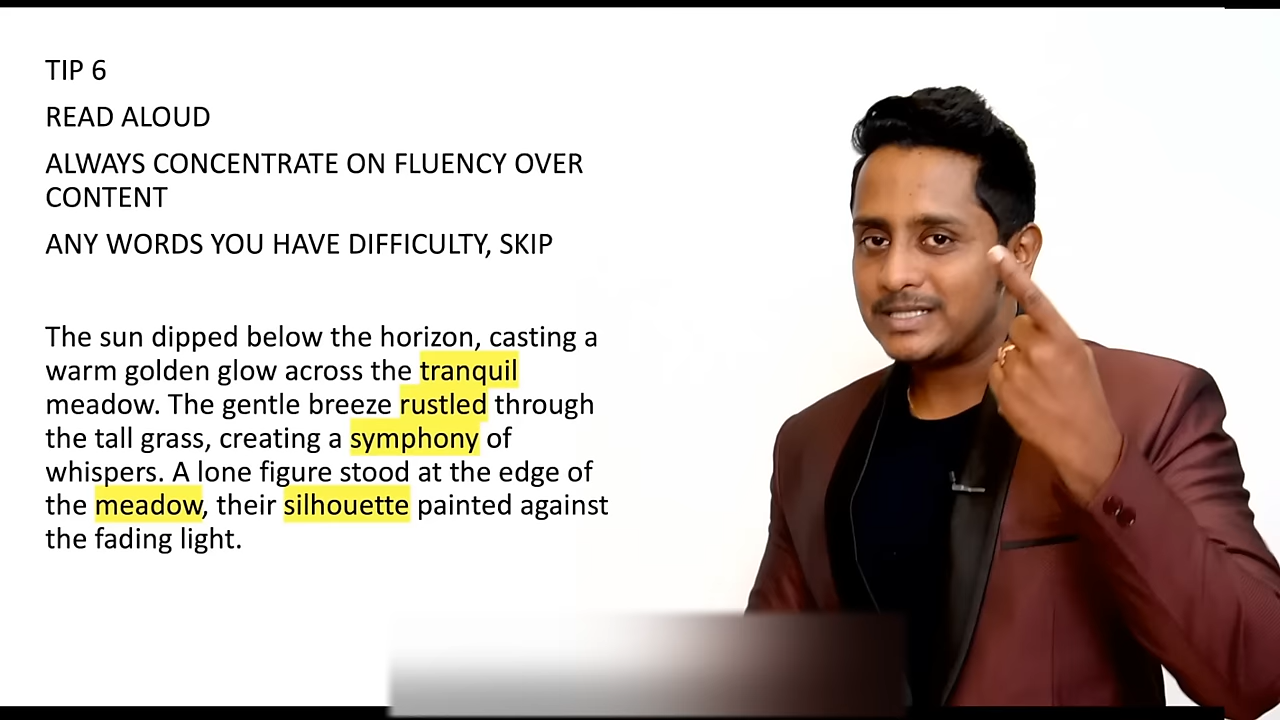 TIP 6
READ ALOUD
ALWAYS CONCENTRATE ON FLUENCY OVER
CONTENT
ANY WORDS YOU HAVE DIFFICULTY, SKIP
The sun dipped below the horizon, casting a
warm golden glow across the tranquil
meadow. The gentle breeze rustled through
the tall grass, creating a symphony of
whispers. A lone figure stood at the edge of
the meadow, their silhouette painted against
the fading light.